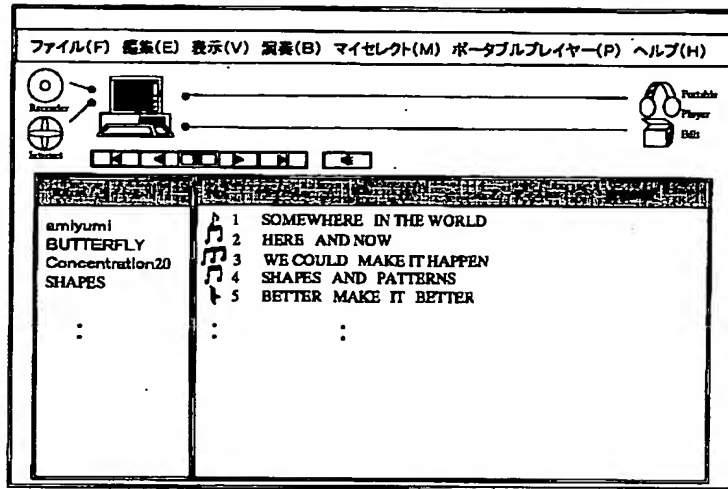 ファイル(F) 編集(E) 表示(V) 演奏(B) マイセレクト(M) ポータブルプレイヤー(P) ヘルプ(H)
Recorder
Portable
Player
Edit
amiyumi
BUTTERFLY
Concentration20
SHAPES
:
1 SOMEWHERE IN THE WORLD
2 HERE AND NOW
3 WE COULD MAKE IT HAPPEN
4 SHAPES AND PATTERNS
5 BETTER MAKE IT BETTER
: :